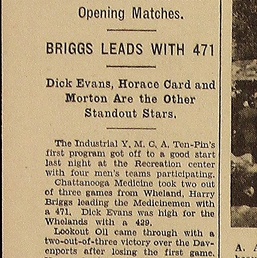 Opening Matches.
BRIGGS LEADS WITH 471
Dick Evans, Horace Card and
Morton Are the Other
Standout Stars.
The Industrial Y. M. C. A. Ten-Pin's
first program got off to a good start
last night at the Recreation center
with four men's teams participating.
Chattanooga Medicine took two out
of three games from Wheland, Harry
Briggs leading the Medicinemen with
a 471. Dick Evans was high for the
Whelands with a 429.
Lookout Oil came through with a
two-out-of-three victory over the Dav-
enports after losing the first game.
A. A